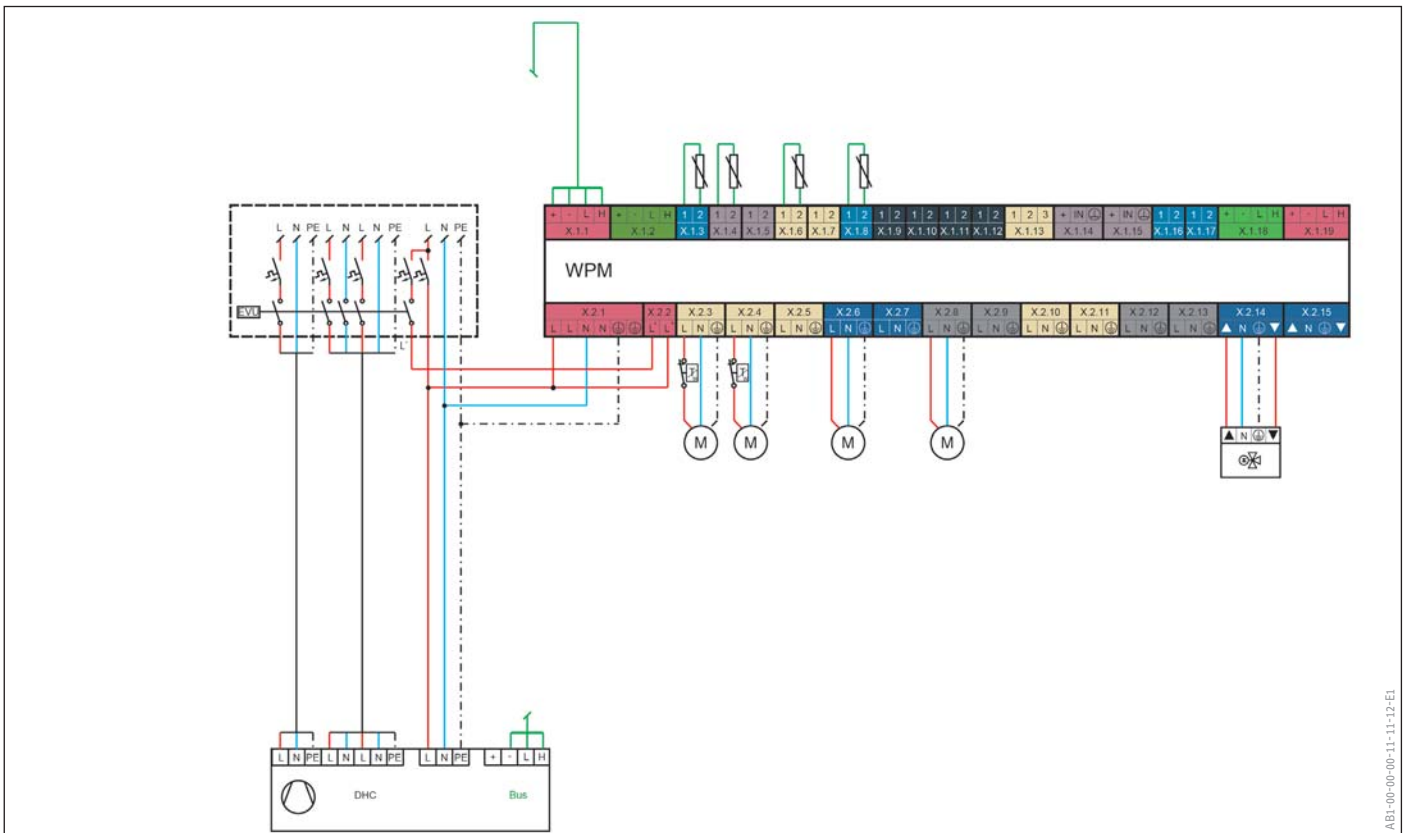 + - L H + - L H 1 2 1 2 1 2 1 2 1 2 1 2 1 2 1 2 1 2 1 2 1 2 3 + IN + IN 1 2 1 2 + - L H + - L H
X.1.1 X.1.2 X.1.3 X.1.4 X.1.5 X.1.6 X.1.7 X.1.8 X.1.9 X.1.10 X.1.11 X.1.12 X.1.13 X.1.14 X.1.15 X.1.16 X.1.17 X.1.18 X.1.19
WPM
X.2.1 X.2.2 X.2.3 X.2.4 X.2.5 X.2.6 X.2.7 X.2.8 X.2.9 X.2.10 X.2.11 X.2.12 X.2.13 X.2.14 X.2.15
L L N N L' L* L N L N L N L N L N L N L N L N L N L N L N ▲ N ▼ ▲ N ▼
L N PE L N L N PE L N PE
EVU
L'
M M M M
▲ N ▼
L N PE L N L N PE L N PE + - L H
DHC Bus
AB1-00-00-00-11-11-12-E1